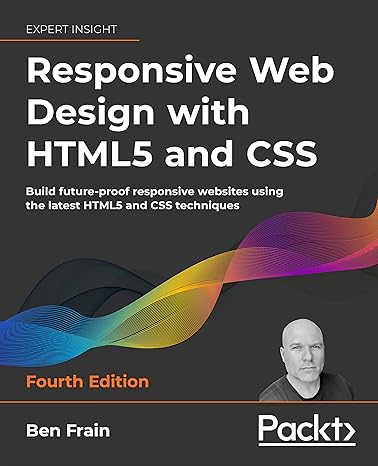 EXPERT INSIGHT
Responsive Web
Design with
HTML5 and CSS
Build future-proof responsive websites using
the latest HTML5 and CSS techniques
Fourth Edition
Ben Frain
Packt>